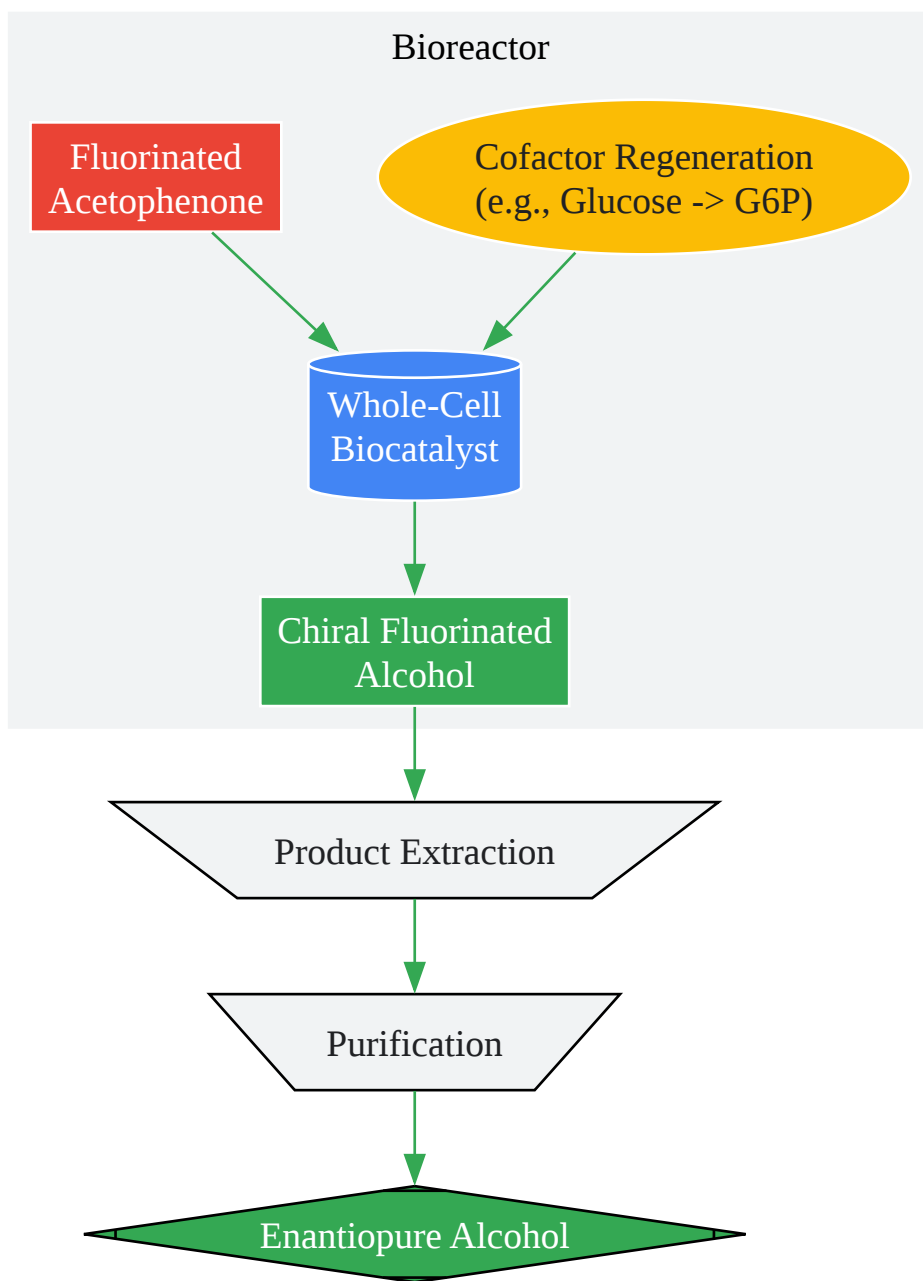 Bioreactor
Fluorinated
Acetophenone
Cofactor Regeneration
(e.g., Glucose -> G6P)
Whole-Cell
Biocatalyst
Chiral Fluorinated
Alcohol
Product Extraction
Purification
Enantiopure Alcohol